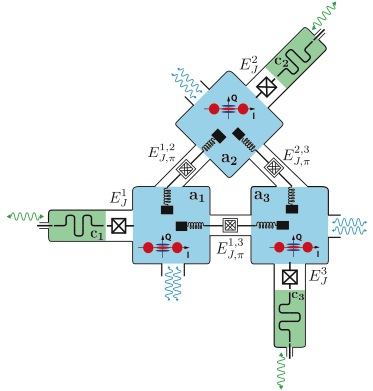 E_J^2
c_2
Q
I
a_2
E_{J,π}^{1,2}
E_{J,π}^{2,3}
E_J^1
a_1
a_3
c_1
Q
I
E_{J,π}^{1,3}
Q
I
E_J^3
c_3